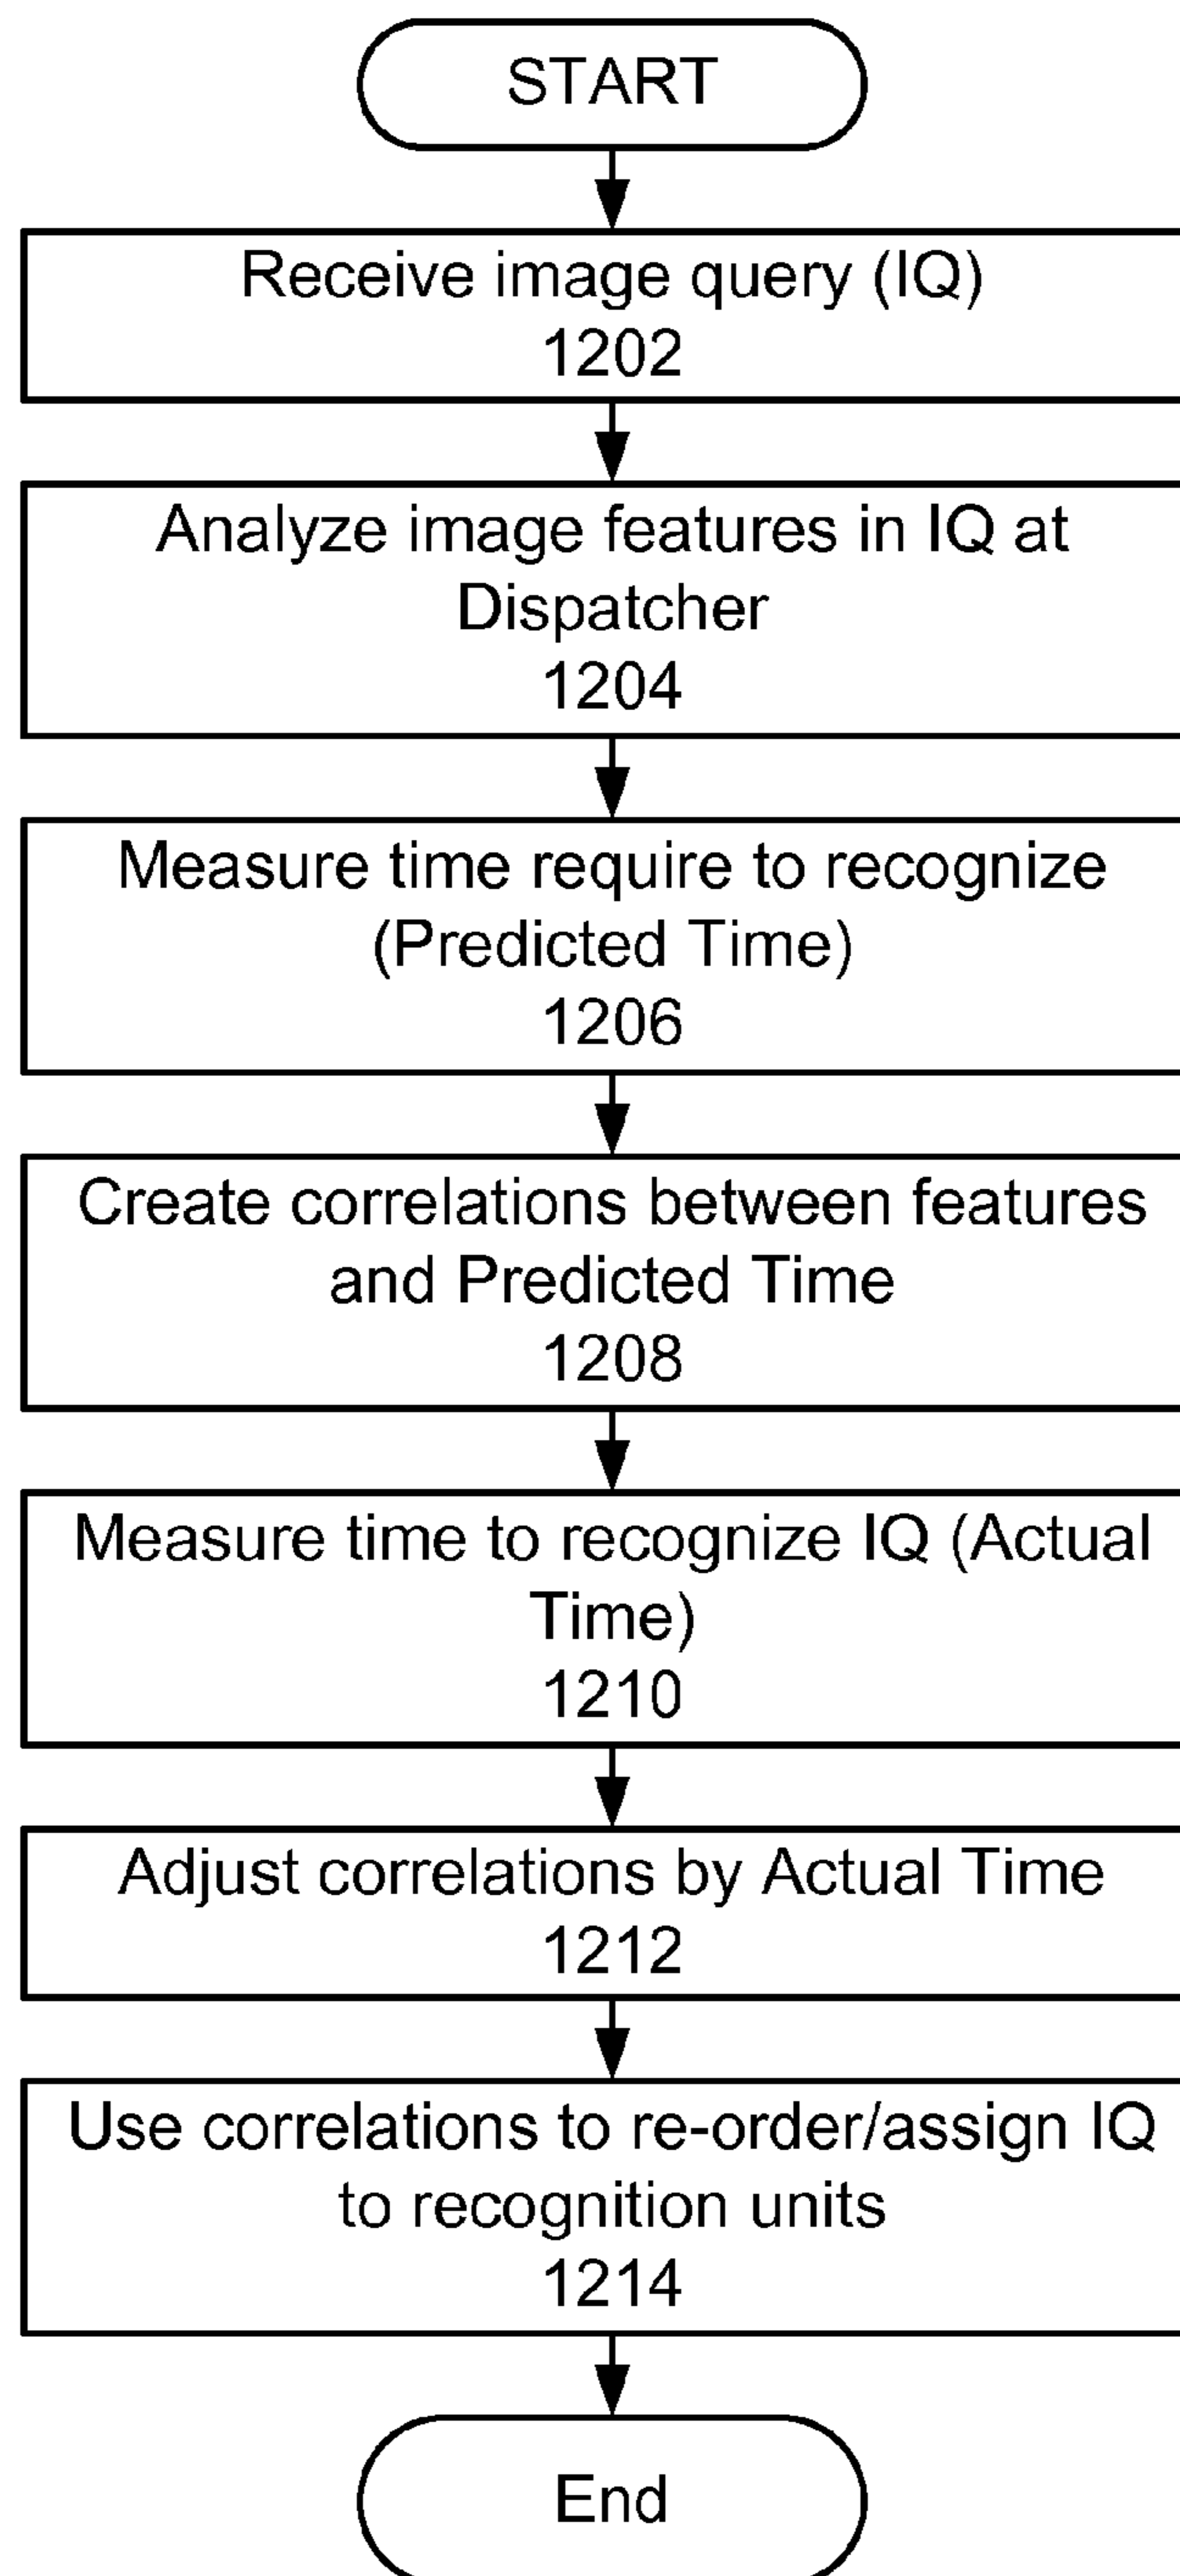 START
Receive image query (IQ)
1202
Analyze image features in IQ at
Dispatcher
1204
Measure time require to recognize
(Predicted Time)
1206
Create correlations between features
and Predicted Time
1208
Measure time to recognize IQ (Actual
Time)
1210
Adjust correlations by Actual Time
1212
Use correlations to re-order/assign IQ
to recognition units
1214
End